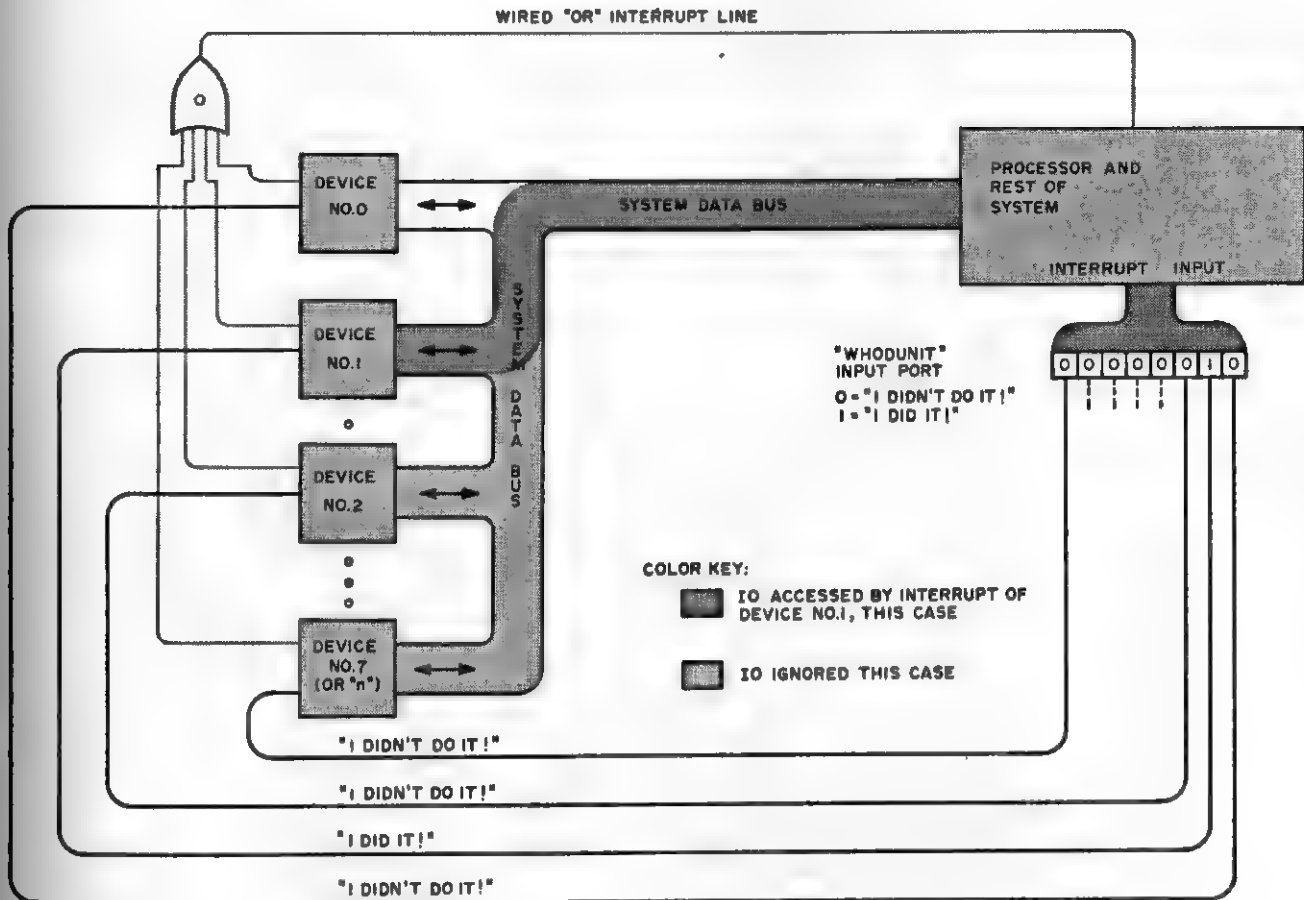 WIRED "OR" INTERRUPT LINE
O
DEVICE
NO.0
SYSTEM DATA BUS
PROCESSOR AND
REST OF
SYSTEM
INTERRUPT INPUT
DEVICE
NO.1
SYSTEM DATA BUS
"WHODUNIT"
INPUT PORT
0 = "I DIDN'T DO IT!"
1 = "I DID IT!"
0 0 0 0 0 0 1 0
DEVICE
NO.2
COLOR KEY:
IO ACCESSED BY INTERRUPT OF
DEVICE NO.1, THIS CASE
IO IGNORED THIS CASE
DEVICE
NO.7
(OR "n")
"I DIDN'T DO IT!"
"I DIDN'T DO IT!"
"I DID IT!"
"I DIDN'T DO IT!"